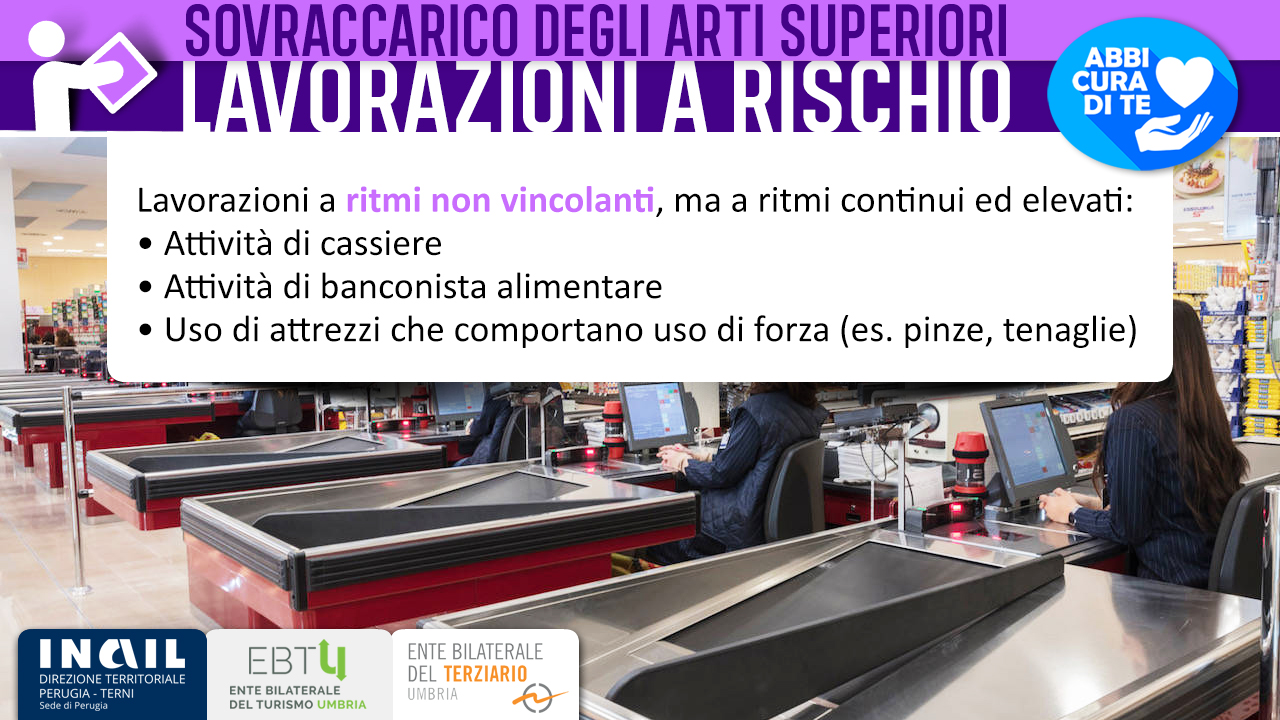 SOVRACCARICO DEGLI ARTI SUPERIORI
LAVORAZIONI A RISCHIO
ABBI
CURA
DI TE
Lavorazioni a ritmi non vincolanti, ma a ritmi continui ed elevati:
• Attività di cassiere
• Attività di banconista alimentare
• Uso di attrezzi che comportano uso di forza (es. pinze, tenaglie)
INAIL
DIREZIONE TERRITORIALE
PERUGIA - TERNI
Sede di Perugia
EBT
ENTE BILATERALE
DEL TURISMO UMBRIA
ENTE BILATERALE
DEL TERZIARIO
UMBRIA